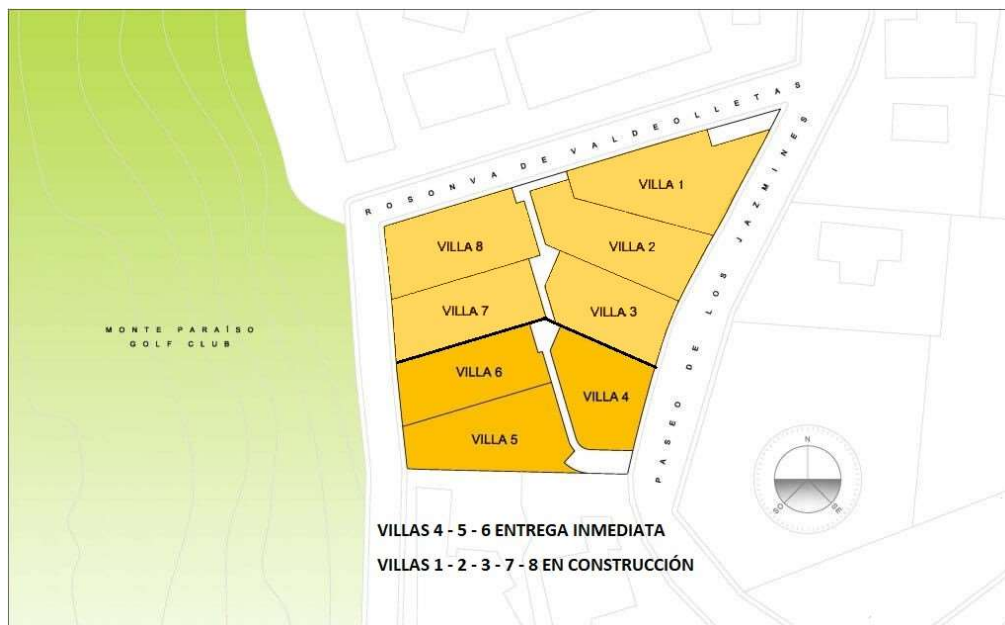 ROSONVA DE VALDEOLLETAS
PASEO DE LOS JAZMINES
VILLA 1
VILLA 2
VILLA 8
VILLA 7
VILLA 3
MONTE PARAÍSO
GOLF CLUB
VILLA 6
VILLA 4
VILLA 5
N
SO
SE
VILLAS 4 - 5 - 6 ENTREGA INMEDIATA
VILLAS 1 - 2 - 3 - 7 - 8 EN CONSTRUCCIÓN